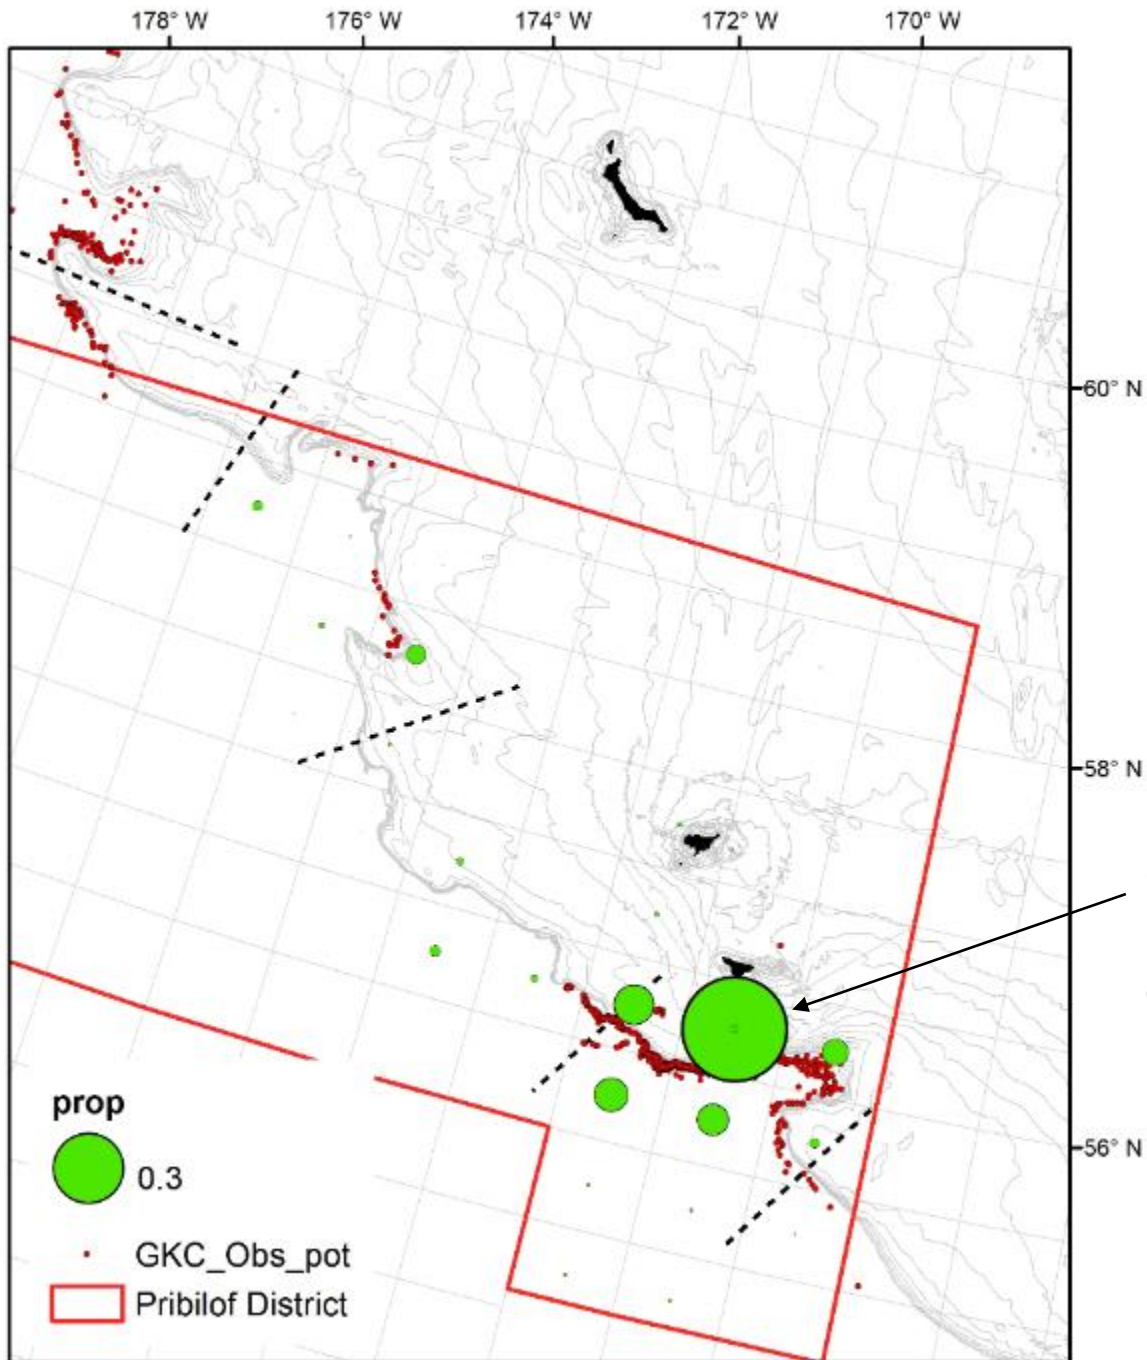 178° W
176° W
174° W
172° W
170° W
60° N
58° N
56° N
prop
0.3
GKC_Obs_pot
Pribilof District